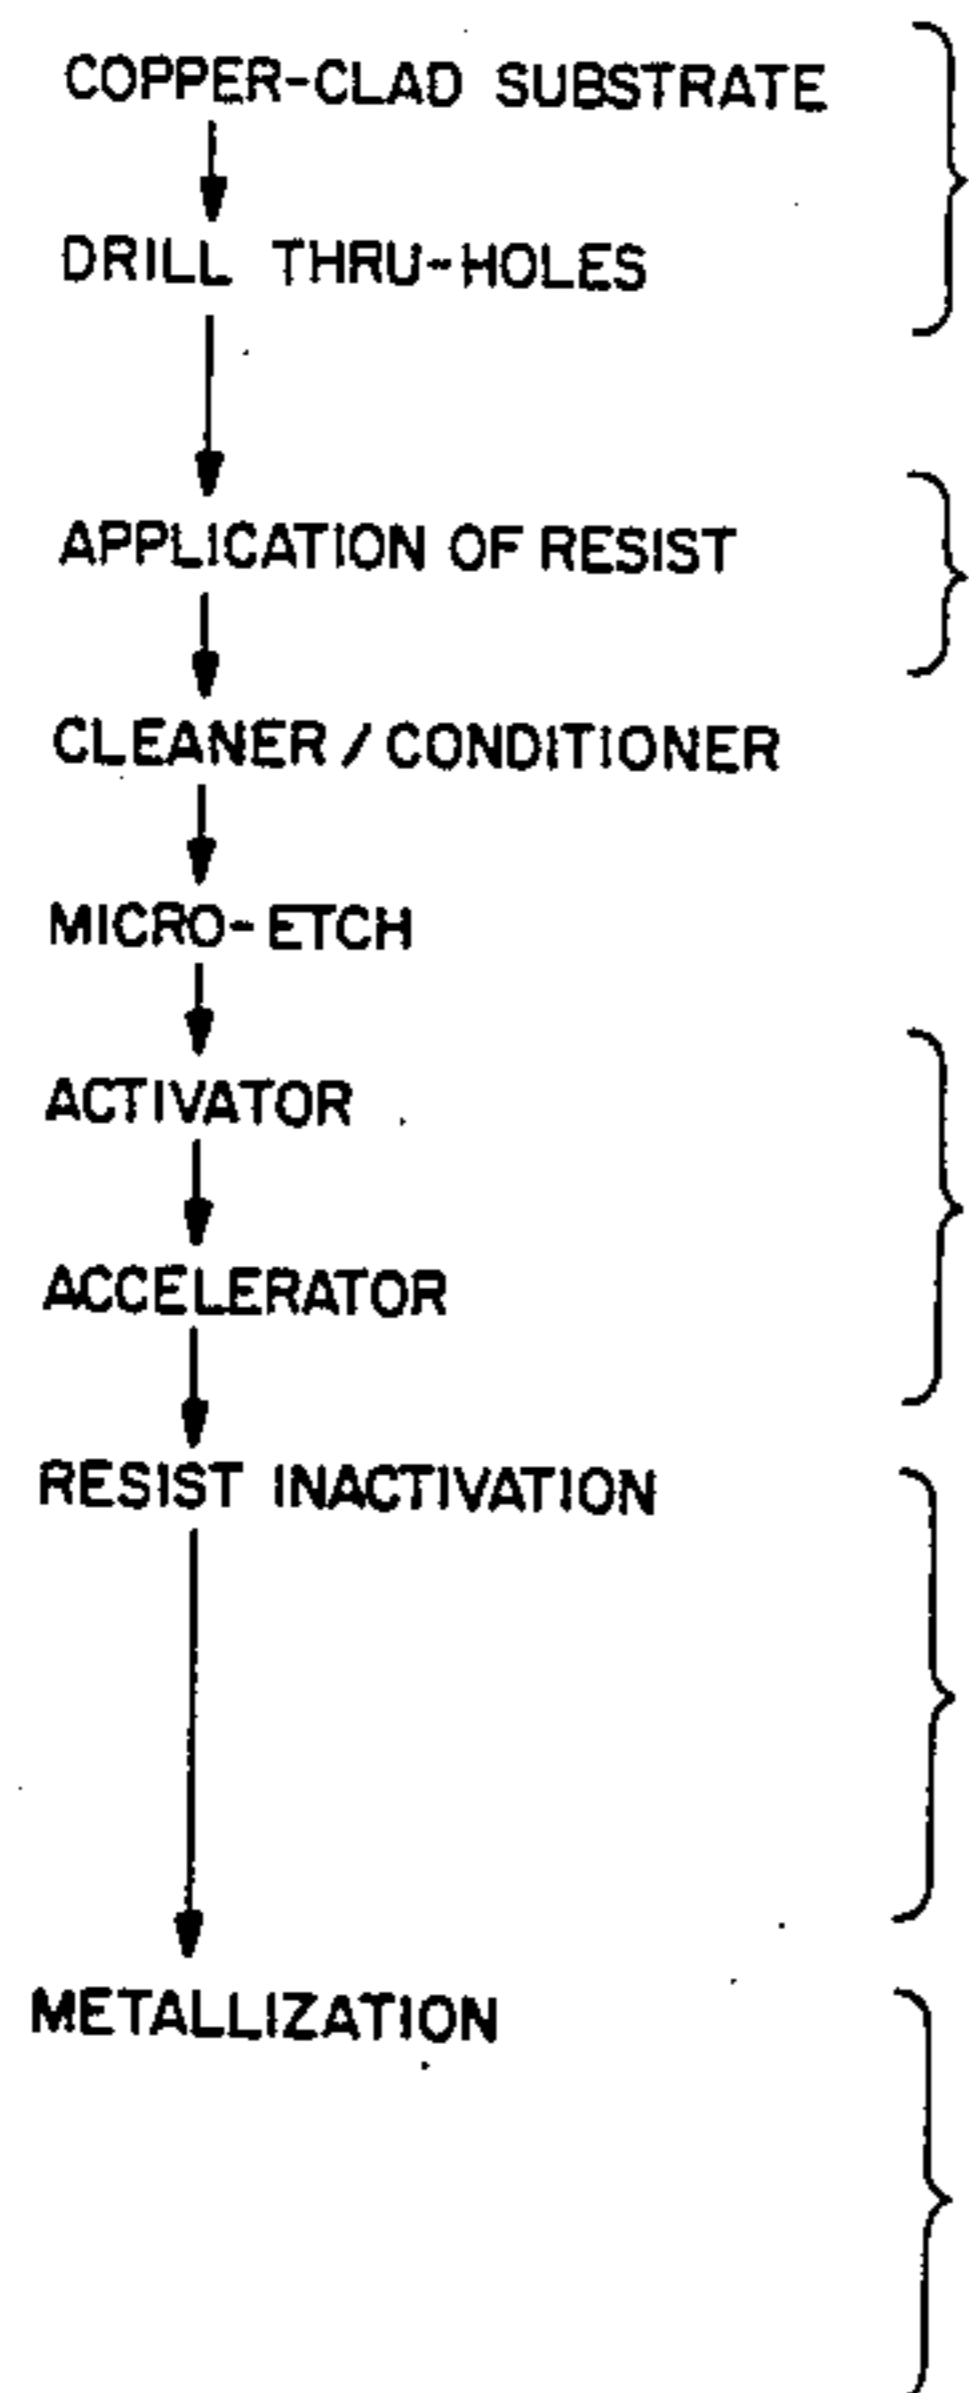 COPPER-CLAD SUBSTRATE
DRILL THRU-HOLES
APPLICATION OF RESIST
CLEANER / CONDITIONER
MICRO-ETCH
ACTIVATOR
ACCELERATOR
RESIST INACTIVATION
METALLIZATION